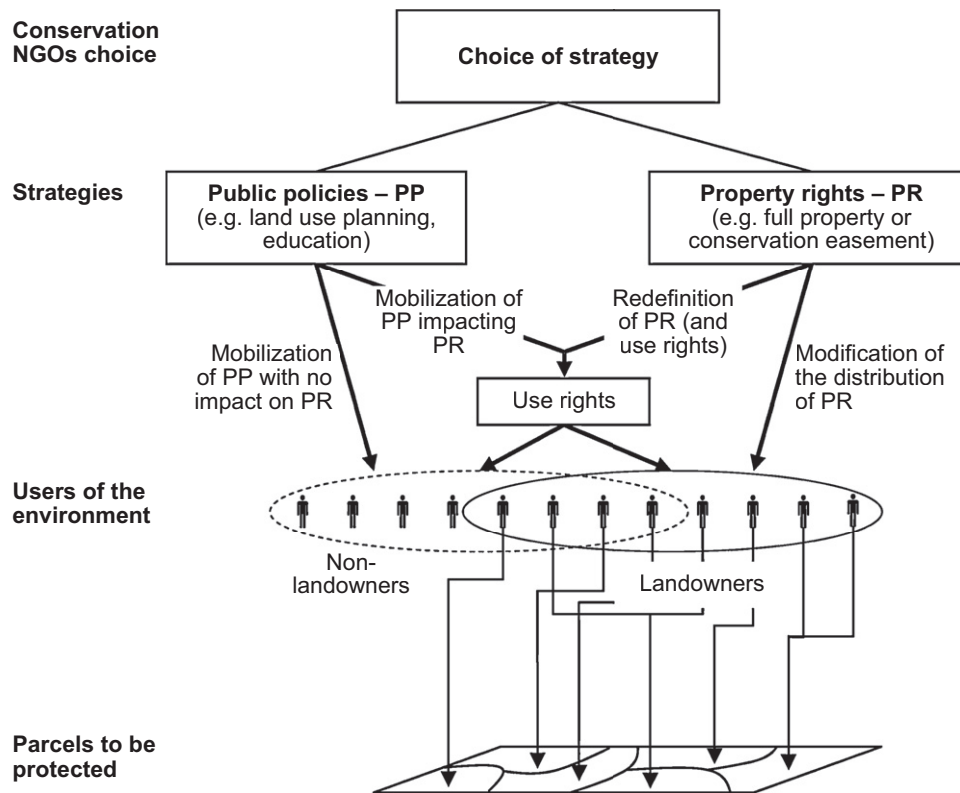 Conservation
NGOs choice
Choice of strategy
Strategies
Public policies – PP
(e.g. land use planning,
education)
Property rights – PR
(e.g. full property or
conservation easement)
Mobilization of
PP impacting
PR
Redefinition
of PR (and
use rights)
Mobilization
of PP with no
impact on PR
Modification of
the distribution
of PR
Use rights
Users of the
environment
Non-
landowners
Landowners
Parcels to be
protected